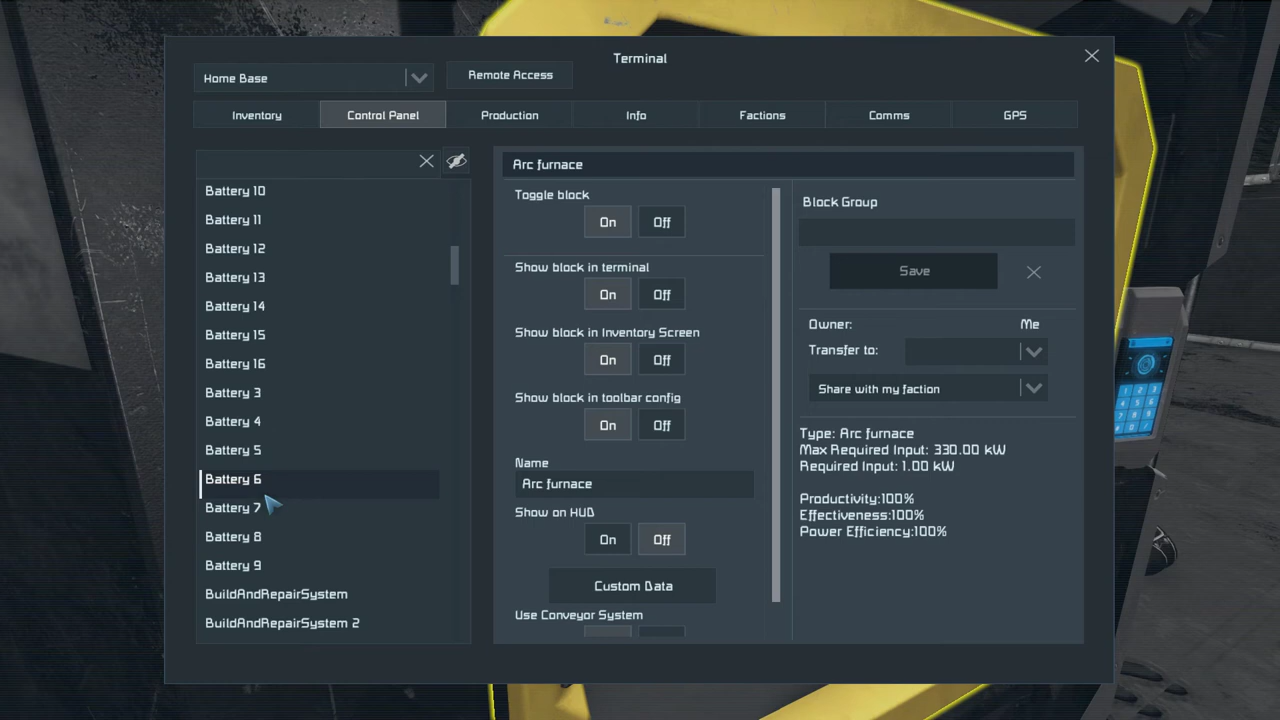 Terminal
Home Base
Remote Access
Inventory
Control Panel
Production
Info
Factions
Comms
GPS
Battery 10
Battery 11
Battery 12
Battery 13
Battery 14
Battery 15
Battery 16
Battery 3
Battery 4
Battery 5
Battery 6
Battery 7
Battery 8
Battery 9
BuildAndRepairSystem
BuildAndRepairSystem 2
Arc furnace
Toggle block
On Off
Show block in terminal
On Off
Show block in Inventory Screen
On Off
Show block in toolbar config
On Off
Name
Arc furnace
Show on HUD
On Off
Custom Data
Use Conveyor System
Block Group
Save
Owner: Me
Transfer to:
Share with my faction
Type: Arc furnace
Max Required Input: 330.00 kW
Required Input: 1.00 kW
Productivity:100%
Effectiveness:100%
Power Efficiency:100%